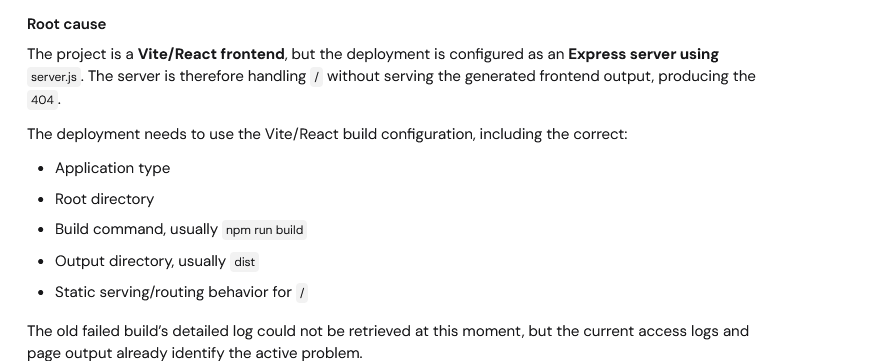 Root cause
The project is a Vite/React frontend, but the deployment is configured as an Express server using
server.js. The server is therefore handling / without serving the generated frontend output, producing the
404.
The deployment needs to use the Vite/React build configuration, including the correct:
• Application type
• Root directory
• Build command, usually npm run build
• Output directory, usually dist
• Static serving/routing behavior for /
The old failed build's detailed log could not be retrieved at this moment, but the current access logs and
page output already identify the active problem.